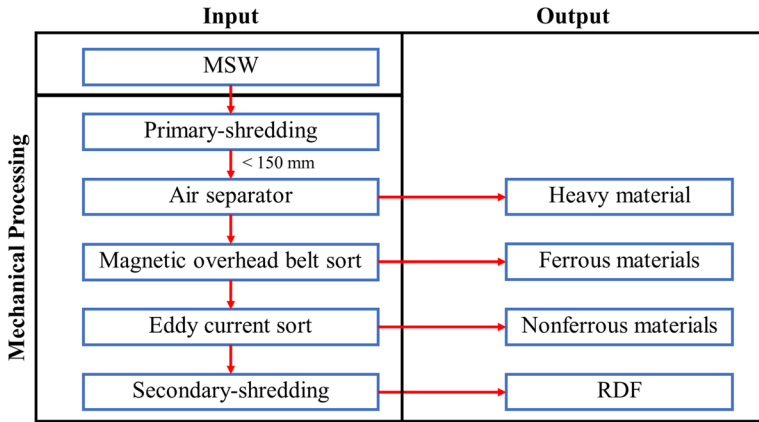 Input
Output
MSW
Mechanical Processing
Primary-shredding
< 150 mm
Air separator
Heavy material
Magnetic overhead belt sort
Ferrous materials
Eddy current sort
Nonferrous materials
Secondary-shredding
RDF